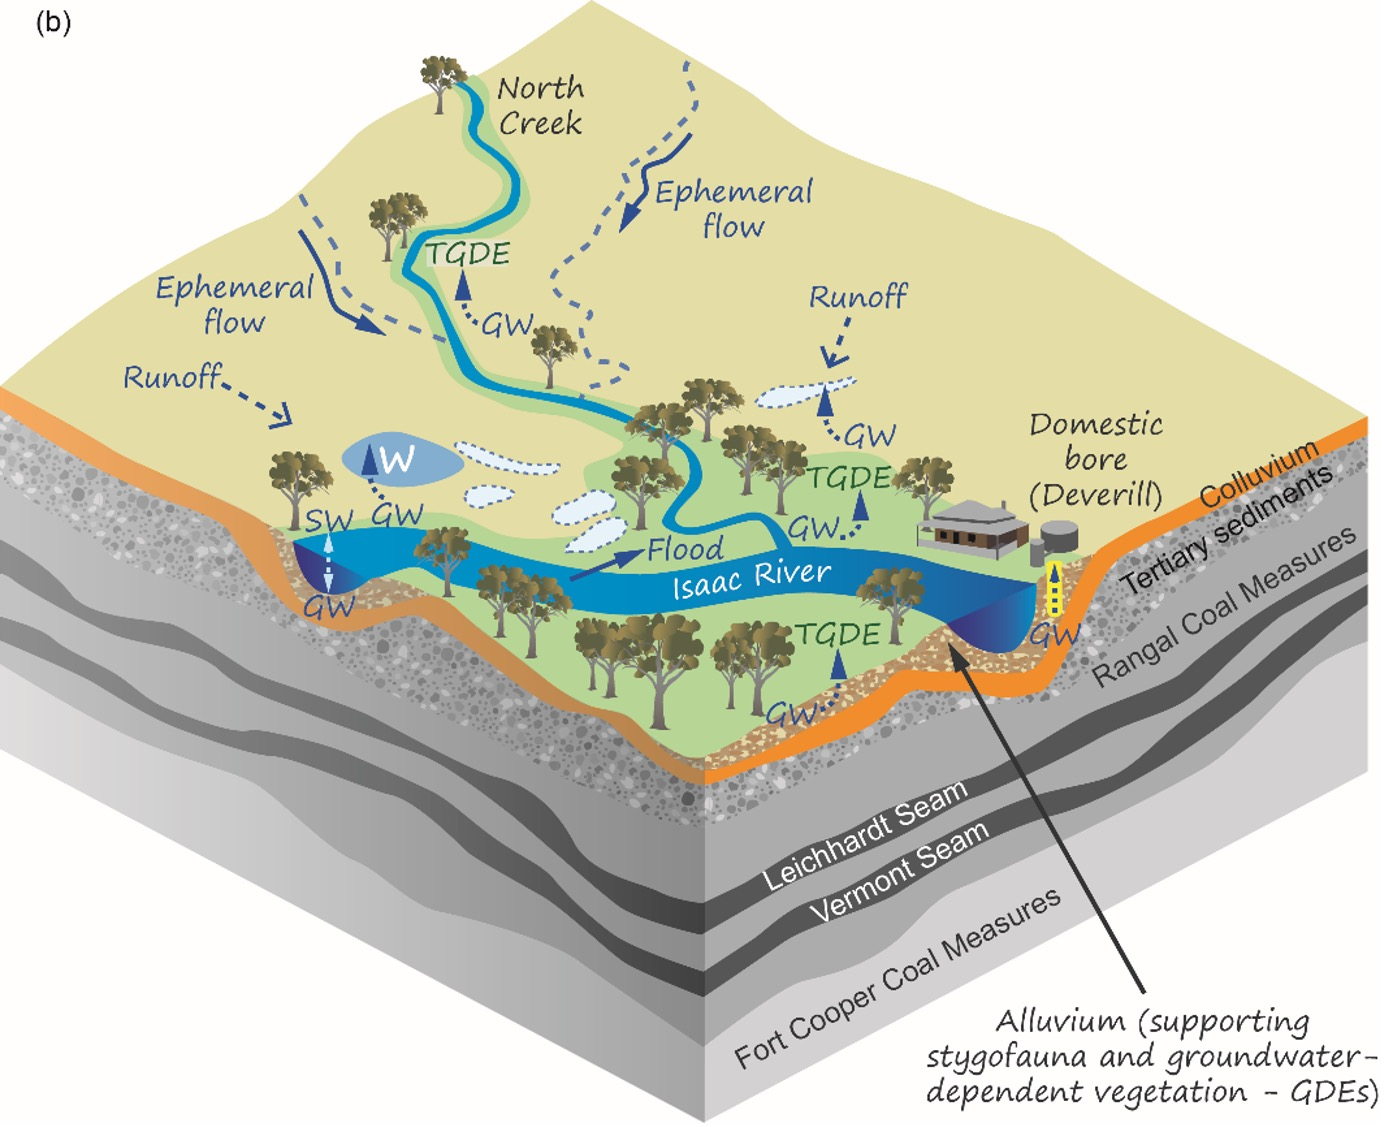 (b)
North
Creek
Ephemeral
flow
TGDE
GW
Ephemeral
flow
Runoff
Runoff
GW
W
GW
SW
GW
Domestic
bore
(Deverill)
TGDE
GW
Flood
Isaac River
GW
TGDE
GW
Colluvium
Tertiary sediments
Rangal Coal Measures
Leichhardt Seam
Vermont Seam
Fort Cooper Coal Measures
Alluvium (supporting
stygofauna and groundwater-
dependent vegetation - GDEs)